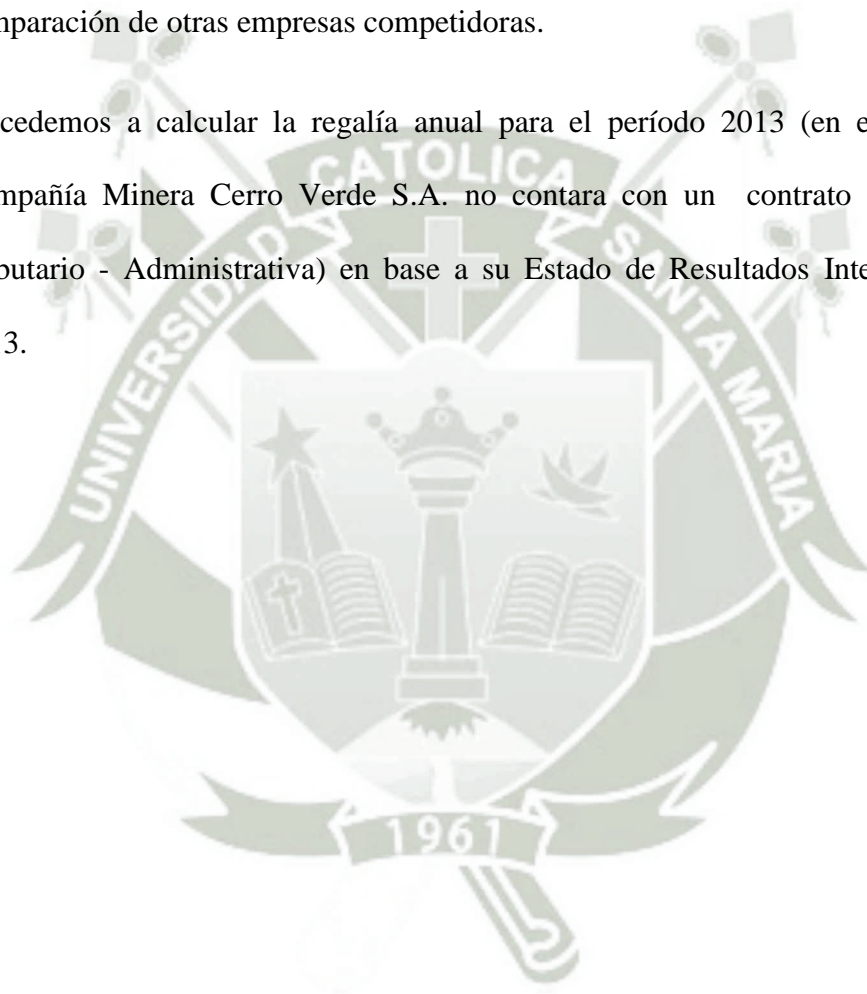 mparación de otras empresas competidoras.
cedemos a calcular la regalía anual para el período 2013 (en e
mpañía Minera Cerro Verde S.A. no contara con un contrato
butario - Administrativa) en base a su Estado de Resultados Inte
3.
UNIVERSIDAD CATOLICA SANTA MARIA
1961